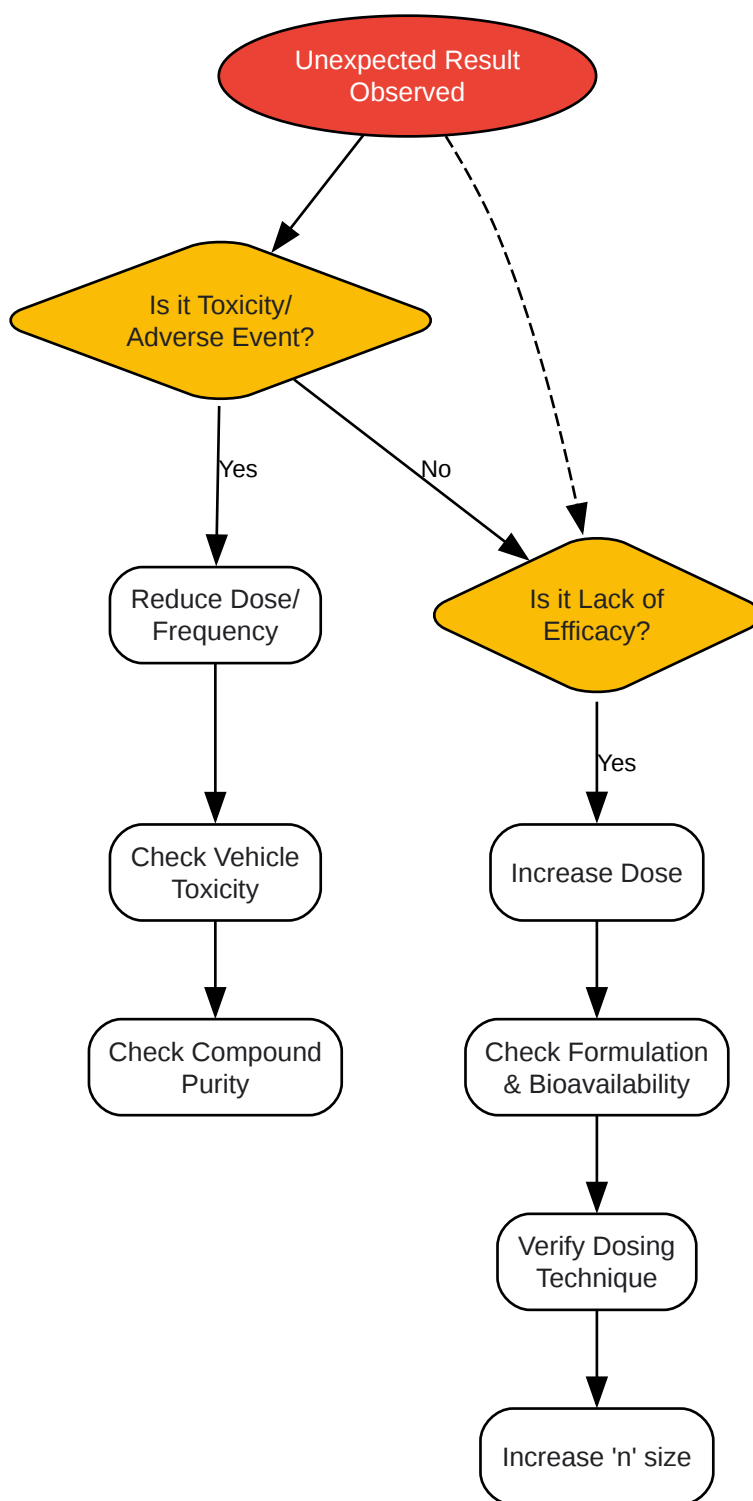 Unexpected Result
Observed
Is it Toxicity/
Adverse Event?
Yes
No
Reduce Dose/
Frequency
Is it Lack of
Efficacy?
Yes
Check Vehicle
Toxicity
Increase Dose
Check Compound
Purity
Check Formulation
& Bioavailability
Verify Dosing
Technique
Increase 'n' size